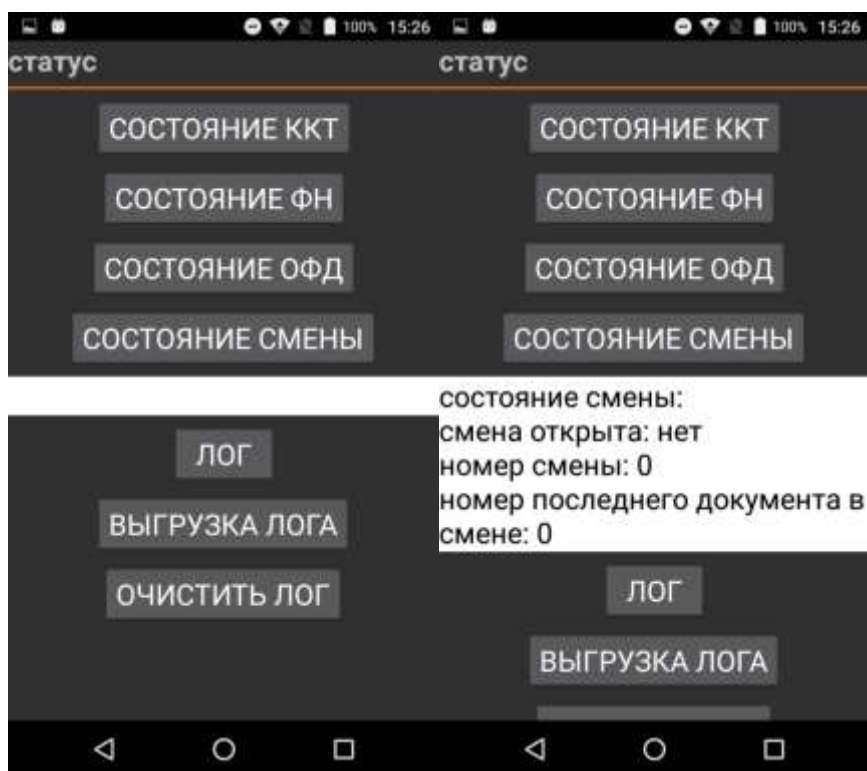 100% 15:26
статус
СОСТОЯНИЕ ККТ
СОСТОЯНИЕ ФН
СОСТОЯНИЕ ОФД
СОСТОЯНИЕ СМЕНЫ
ЛОГ
ВЫГРУЗКА ЛОГА
ОЧИСТИТЬ ЛОГ
100% 15:26
статус
СОСТОЯНИЕ ККТ
СОСТОЯНИЕ ФН
СОСТОЯНИЕ ОФД
СОСТОЯНИЕ СМЕНЫ
состояние смены:
смена открыта: нет
номер смены: 0
номер последнего документа в
смене: 0
ЛОГ
ВЫГРУЗКА ЛОГА